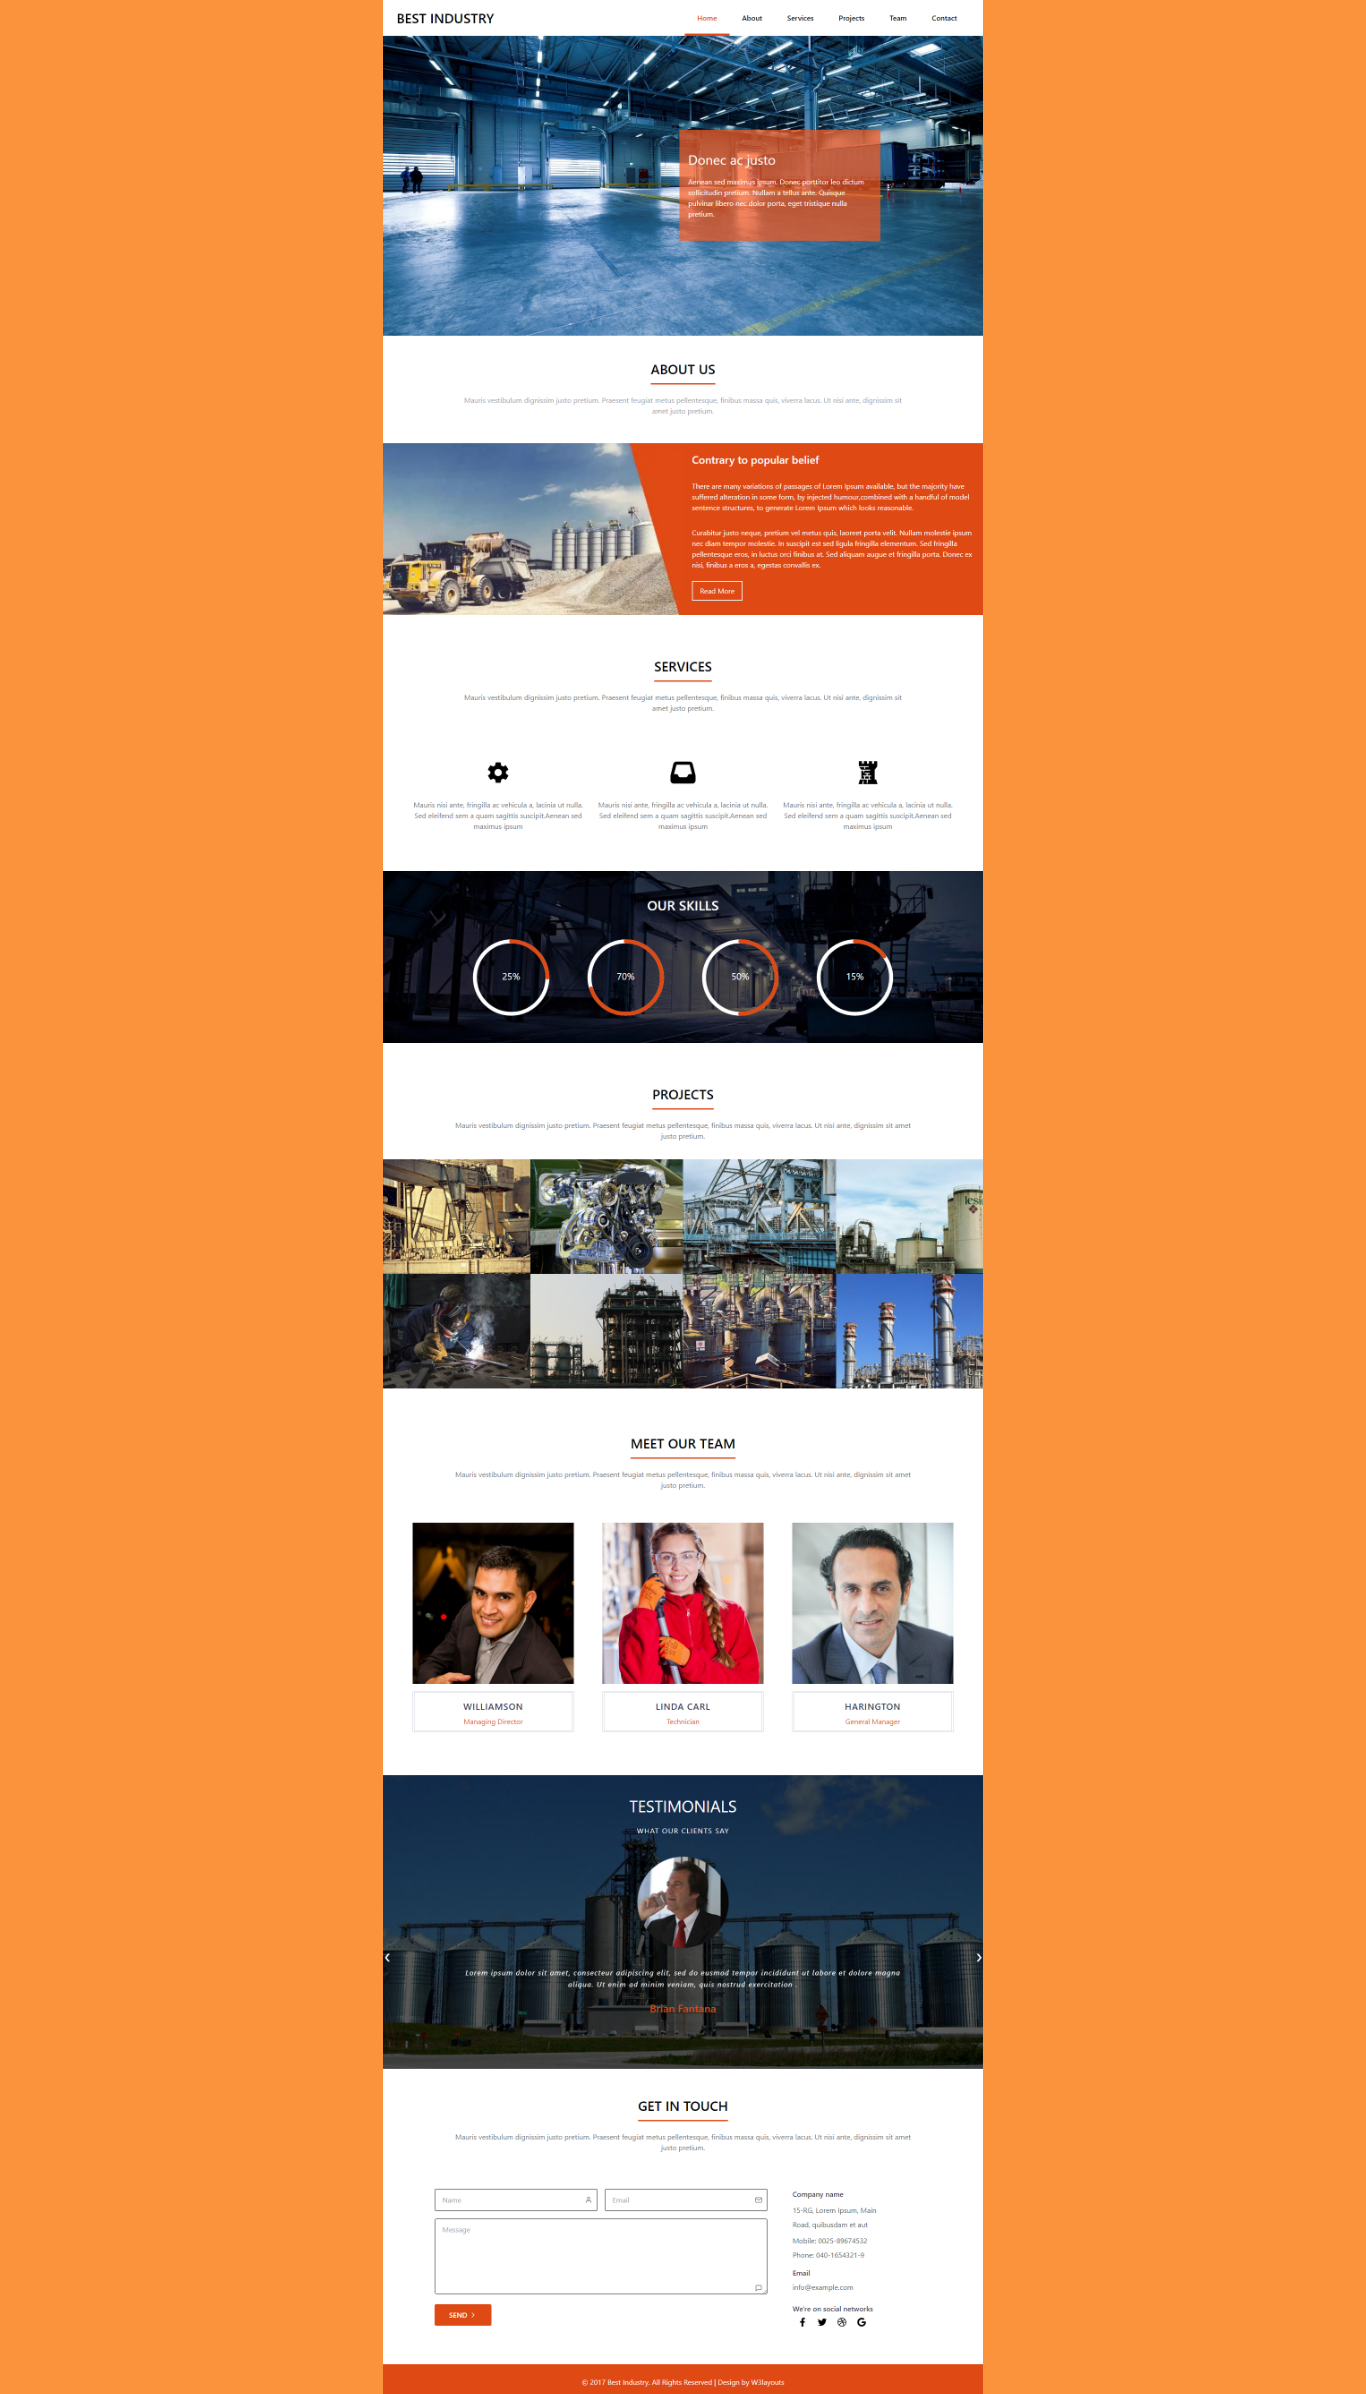 BEST INDUSTRY
Home About Services Projects Team Contact
Donec ac justo
Aenean sed maximus ipsum. Donec porttitor leo dictum
sollicitudin pretium. Nullam a tellus ante. Quisque
pulvinar libero nec dolor porta, eget tristique nulla
pretium.
ABOUT US
Mauris vestibulum dignissim justo pretium. Praesent feugiat metus pellentesque, finibus massa quis, viverra lacus. Ut nisi ante, dignissim sit
amet justo pretium.
Contrary to popular belief
There are many variations of passages of Lorem Ipsum available, but the majority have
suffered alteration in some form, by injected humour,combined with a handful of model
sentence structures, to generate Lorem Ipsum which looks reasonable.
Curabitur justo neque, pretium vel metus quis, laoreet porta velit. Nullam molestie ipsum
nec diam tempor molestie. In suscipit est sed ligula fringilla elementum. Sed fringilla
pellentesque eros, in luctus orci finibus at. Sed aliquam augue et fringilla porta. Donec ex
nisi, finibus a eros a, egestas convallis ex.
Read More
SERVICES
Mauris vestibulum dignissim justo pretium. Praesent feugiat metus pellentesque, finibus massa quis, viverra lacus. Ut nisi ante, dignissim sit
amet justo pretium.
Mauris nisi ante, fringilla ac vehicula a, lacinia ut nulla.
Sed eleifend sem a quam sagittis suscipit.Aenean sed
maximus ipsum
Mauris nisi ante, fringilla ac vehicula a, lacinia ut nulla.
Sed eleifend sem a quam sagittis suscipit.Aenean sed
maximus ipsum
Mauris nisi ante, fringilla ac vehicula a, lacinia ut nulla.
Sed eleifend sem a quam sagittis suscipit.Aenean sed
maximus ipsum
OUR SKILLS
25% 70% 50% 15%
PROJECTS
Mauris vestibulum dignissim justo pretium. Praesent feugiat metus pellentesque, finibus massa quis, viverra lacus. Ut nisi ante, dignissim sit amet
justo pretium.
MEET OUR TEAM
Mauris vestibulum dignissim justo pretium. Praesent feugiat metus pellentesque, finibus massa quis, viverra lacus. Ut nisi ante, dignissim sit amet
justo pretium.
WILLIAMSON
Managing Director
LINDA CARL
Technician
HARINGTON
General Manager
TESTIMONIALS
WHAT OUR CLIENTS SAY
Lorem ipsum dolor sit amet, consecteur adipiscing elit, sed do eusmod tempor incididunt ut labore et dolore magna
aliqua. Ut enim ad minim veniam, quis nostrud exercitation .
Brian Fantana
GET IN TOUCH
Mauris vestibulum dignissim justo pretium. Praesent feugiat metus pellentesque, finibus massa quis, viverra lacus. Ut nisi ante, dignissim sit amet
justo pretium.
Name
Email
Message
SEND
Company name
15-RG, Lorem Ipsum, Main
Road, quibusdam et aut
Mobile: 0025-89674532
Phone: 040-1654321-9
Email
info@example.com
We're on social networks
© 2017 Best Industry. All Rights Reserved | Design by W3layouts